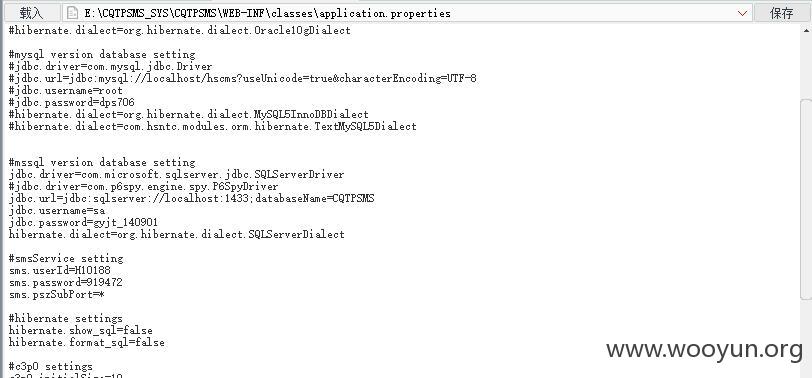 载入 E:\CQTPSMS_SYS\CQTPSMS\WEB-INF\classes\application.properties 保存
#hibernate.dialect=org.hibernate.dialect.Oracle10gDialect
#mysql version database setting
#jdbc.driver=com.mysql.jdbc.Driver
#jdbc.url=jdbc:mysql://localhost/hscms?useUnicode=true&characterEncoding=UTF-8
#jdbc.username=root
#jdbc.password=dps706
#hibernate.dialect=org.hibernate.dialect.MySQL5InnoDBDialect
#hibernate.dialect=com.hsntc.modules.orm.hibernate.TextMySQL5Dialect
#mssql version database setting
jdbc.driver=com.microsoft.sqlserver.jdbc.SQLServerDriver
#jdbc.driver=com.p6spy.engine.spy.P6SpyDriver
jdbc.url=jdbc:sqlserver://localhost:1433;databaseName=CQTPSMS
jdbc.username=sa
jdbc.password=gyjt_140901
hibernate.dialect=org.hibernate.dialect.SQLServerDialect
#smsService setting
sms.userId=H10188
sms.password=919472
sms.pszSubPort=*
#hibernate settings
hibernate.show_sql=false
hibernate.format_sql=false
#c3p0 settings
www.wooyun.org